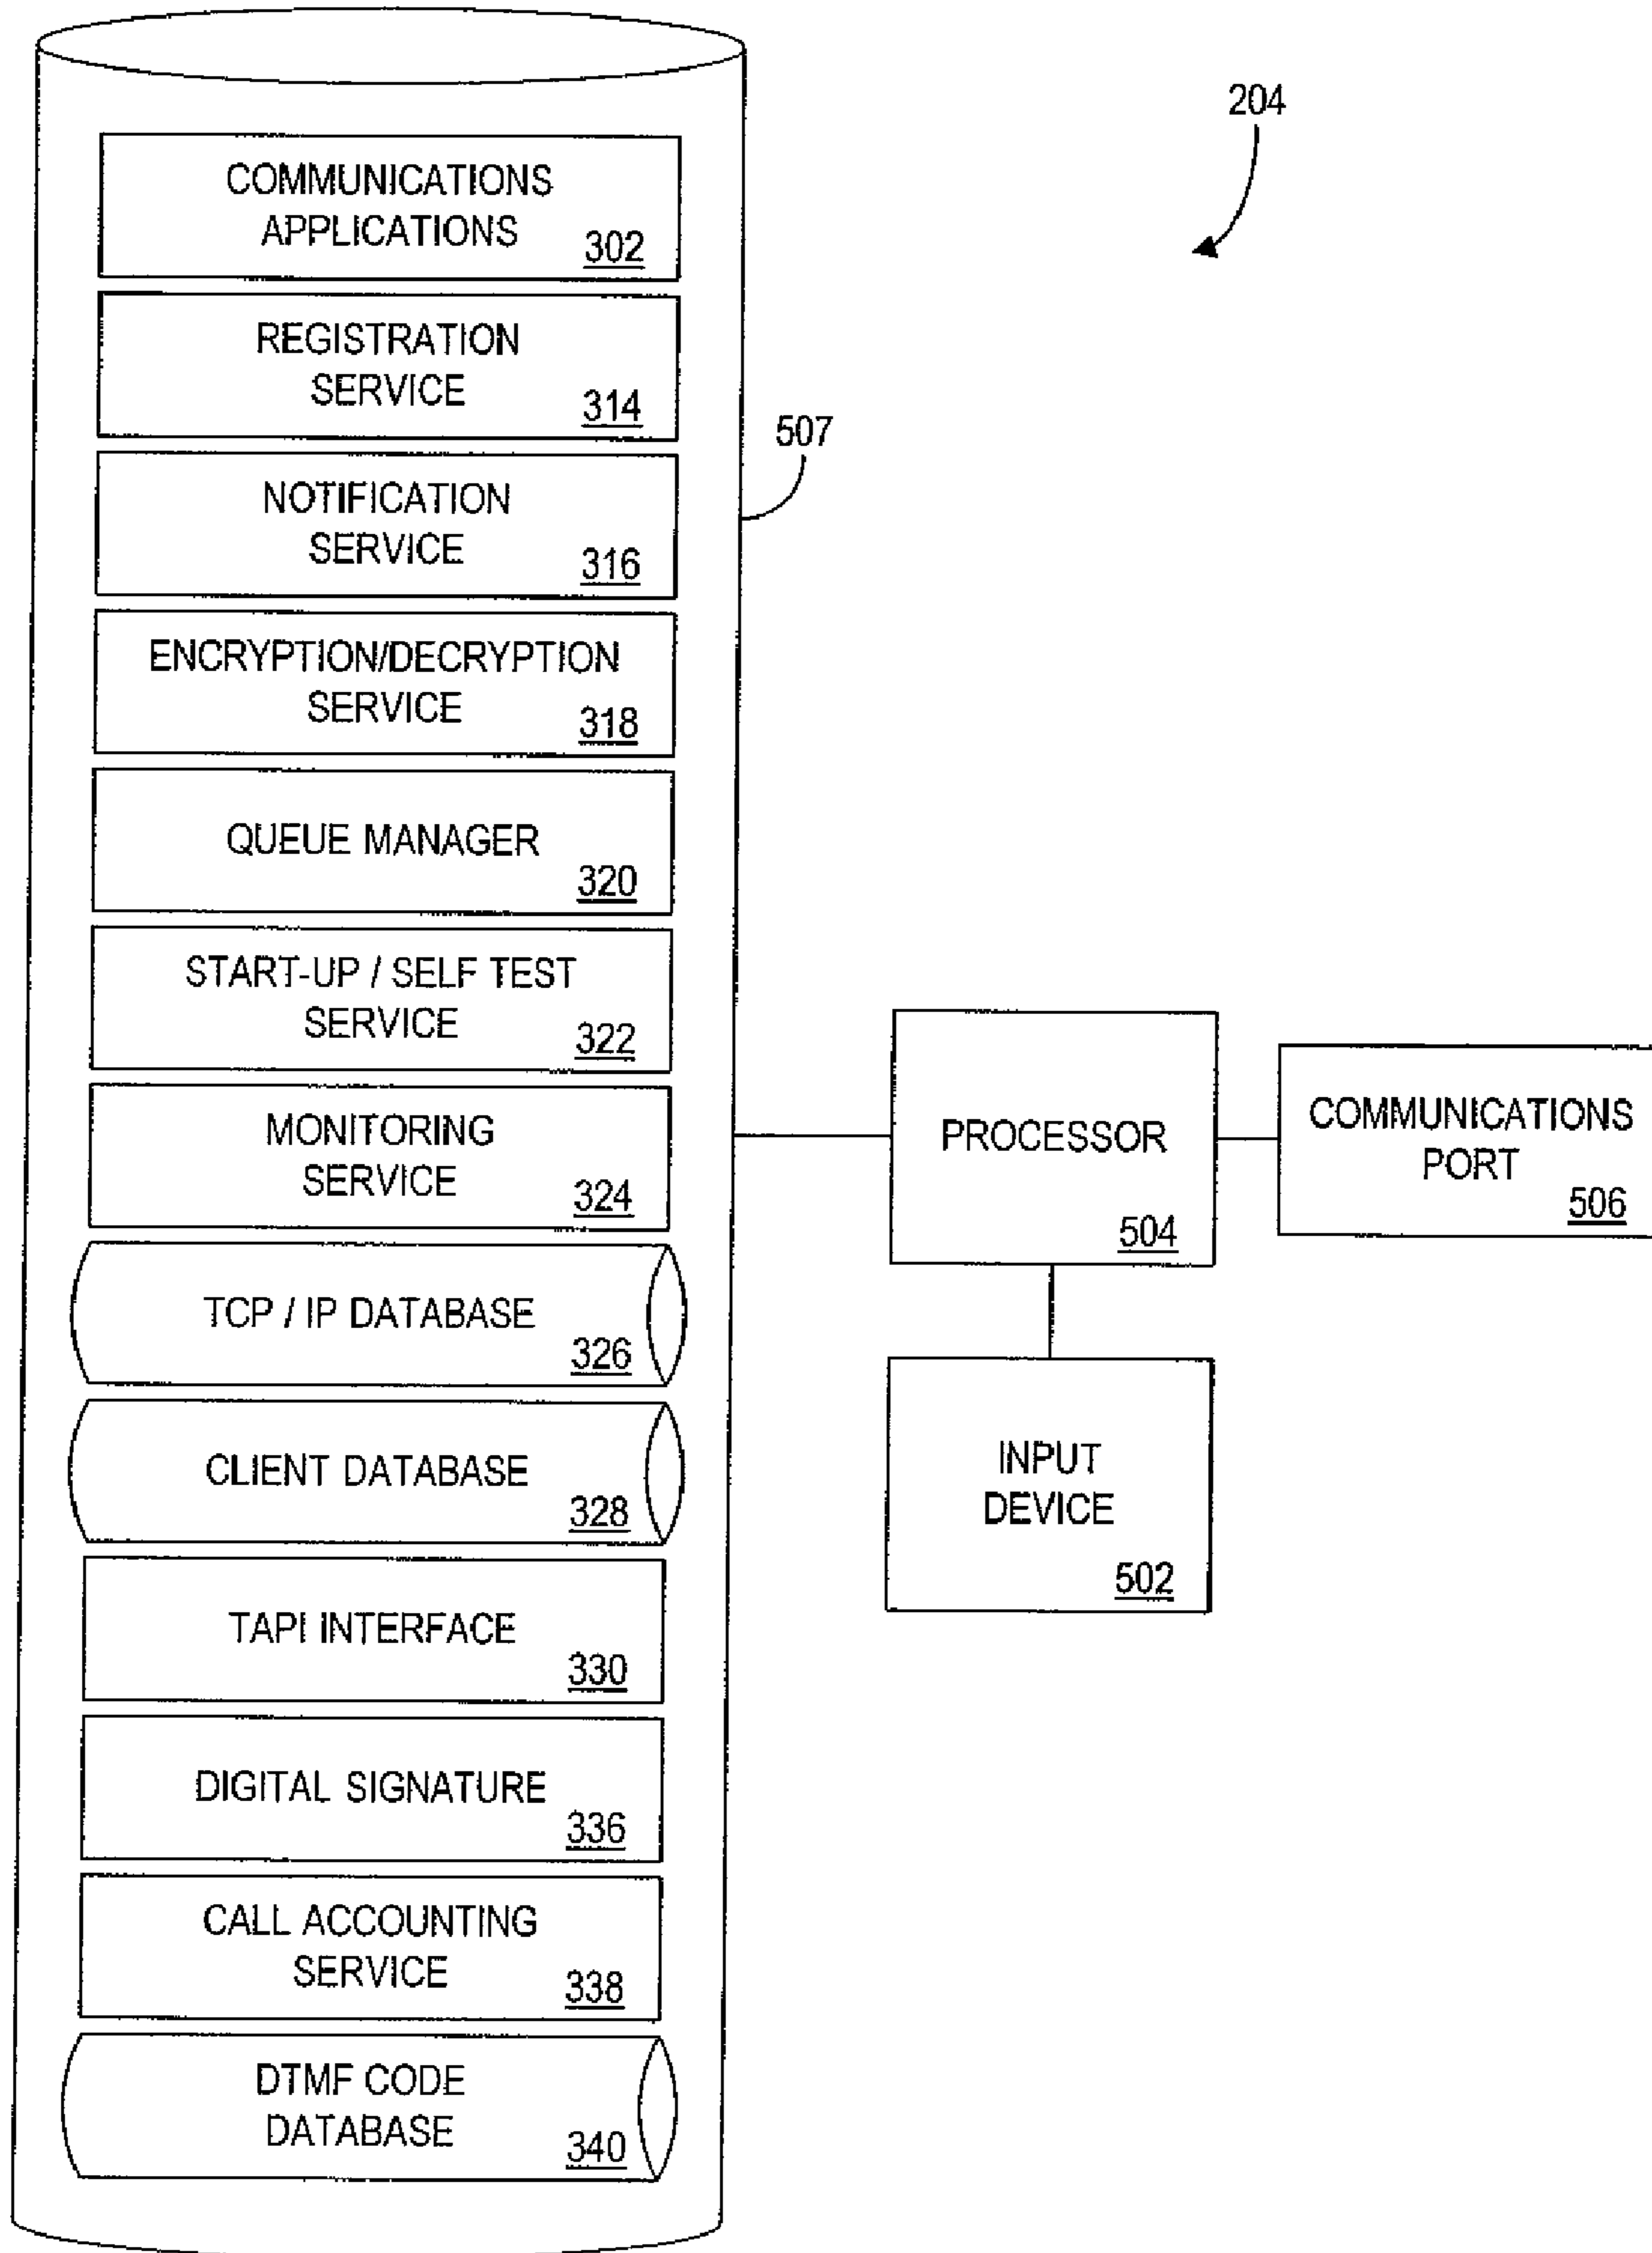 204
COMMUNICATIONS
APPLICATIONS
302
REGISTRATION
SERVICE
314
507
NOTIFICATION
SERVICE
316
ENCRYPTION/DECRYPTION
SERVICE
318
QUEUE MANAGER
320
START-UP / SELF TEST
SERVICE
322
MONITORING
SERVICE
324
PROCESSOR
504
COMMUNICATIONS
PORT
506
TCP / IP DATABASE
326
CLIENT DATABASE
328
INPUT
DEVICE
502
TAPI INTERFACE
330
DIGITAL SIGNATURE
336
CALL ACCOUNTING
SERVICE
338
DTMF CODE
DATABASE
340